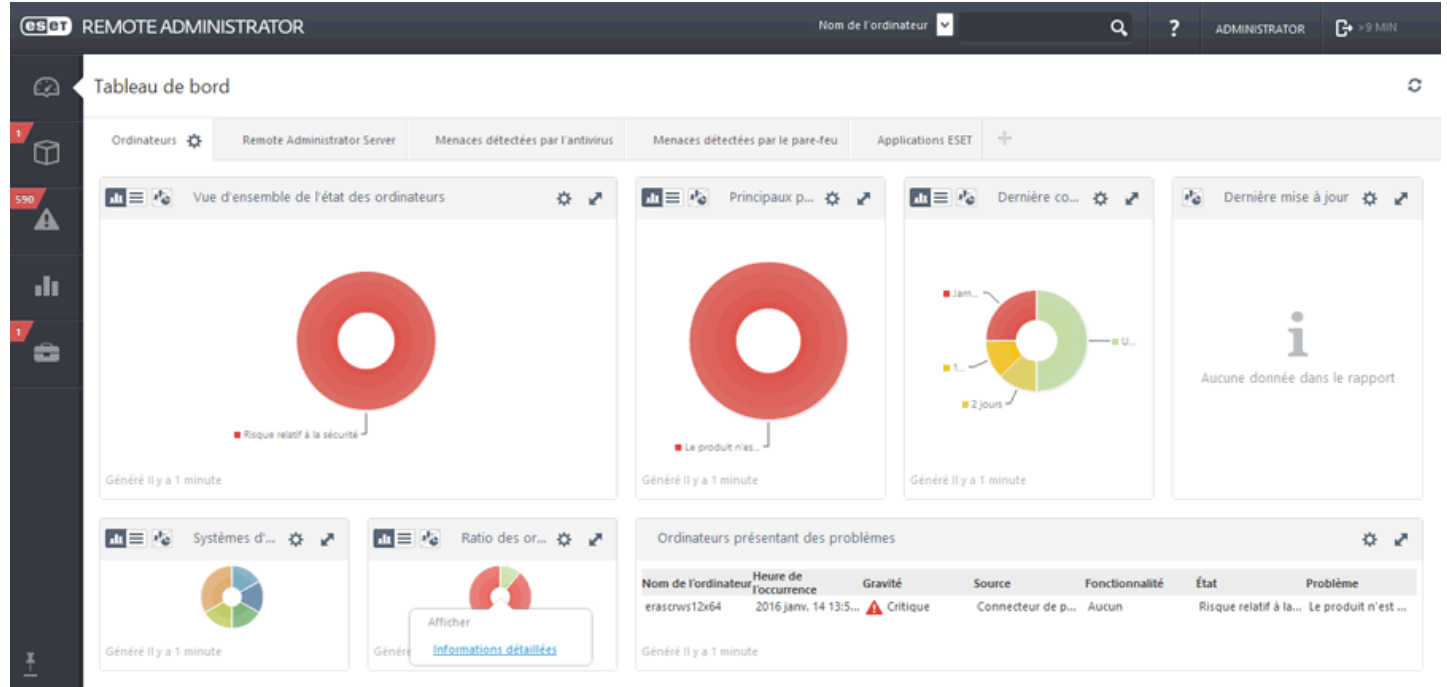 eset REMOTE ADMINISTRATOR
Nom de l'ordinateur
?
ADMINISTRATOR
>9 MIN
Tableau de bord
1
590
1
Ordinateurs
Remote Administrator Server
Menaces détectées par l'antivirus
Menaces détectées par le pare-feu
Applications ESET
Vue d'ensemble de l'état des ordinateurs
Risque relatif à la sécurité
Généré Il y a 1 minute
Principaux p...
Le produit n'es...
Généré Il y a 1 minute
Dernière co...
Jam...
U...
1...
2 jours
Généré Il y a 1 minute
Dernière mise à jour
Aucune donnée dans le rapport
Systèmes d'...
Généré Il y a 1 minute
Ratio des or...
Afficher
Informations détaillées
Génér
Ordinateurs présentant des problèmes
Nom de l'ordinateur Heure de l'occurrence Gravité Source Fonctionnalité État Problème
erascrws12x64 2016 janv. 14 13:5... Critique Connecteur de p... Aucun Risque relatif à la... Le produit n'est ...
Généré Il y a 1 minute